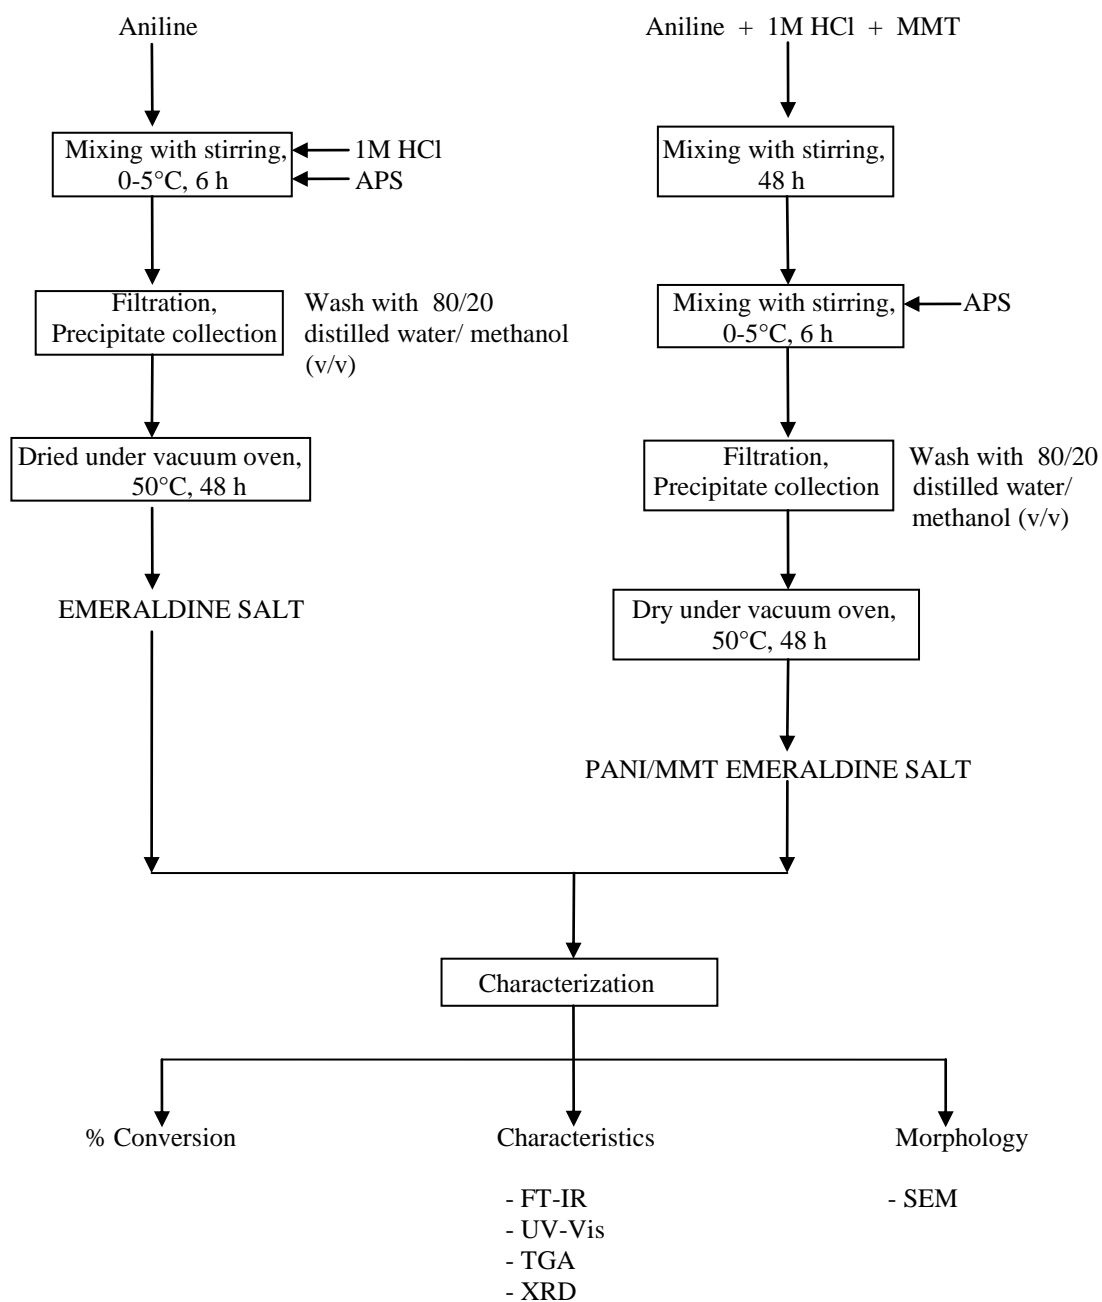 Aniline
Mixing with stirring,
0-5°C, 6 h
1M HCl
APS
Filtration,
Precipitate collection
Wash with 80/20
distilled water/ methanol
(v/v)
Dried under vacuum oven,
50°C, 48 h
EMERALDINE SALT
Aniline + 1M HCl + MMT
Mixing with stirring,
48 h
Mixing with stirring,
0-5°C, 6 h
APS
Filtration,
Precipitate collection
Wash with 80/20
distilled water/
methanol (v/v)
Dry under vacuum oven,
50°C, 48 h
PANI/MMT EMERALDINE SALT
Characterization
% Conversion
Characteristics
- FT-IR
- UV-Vis
- TGA
- XRD
Morphology
- SEM